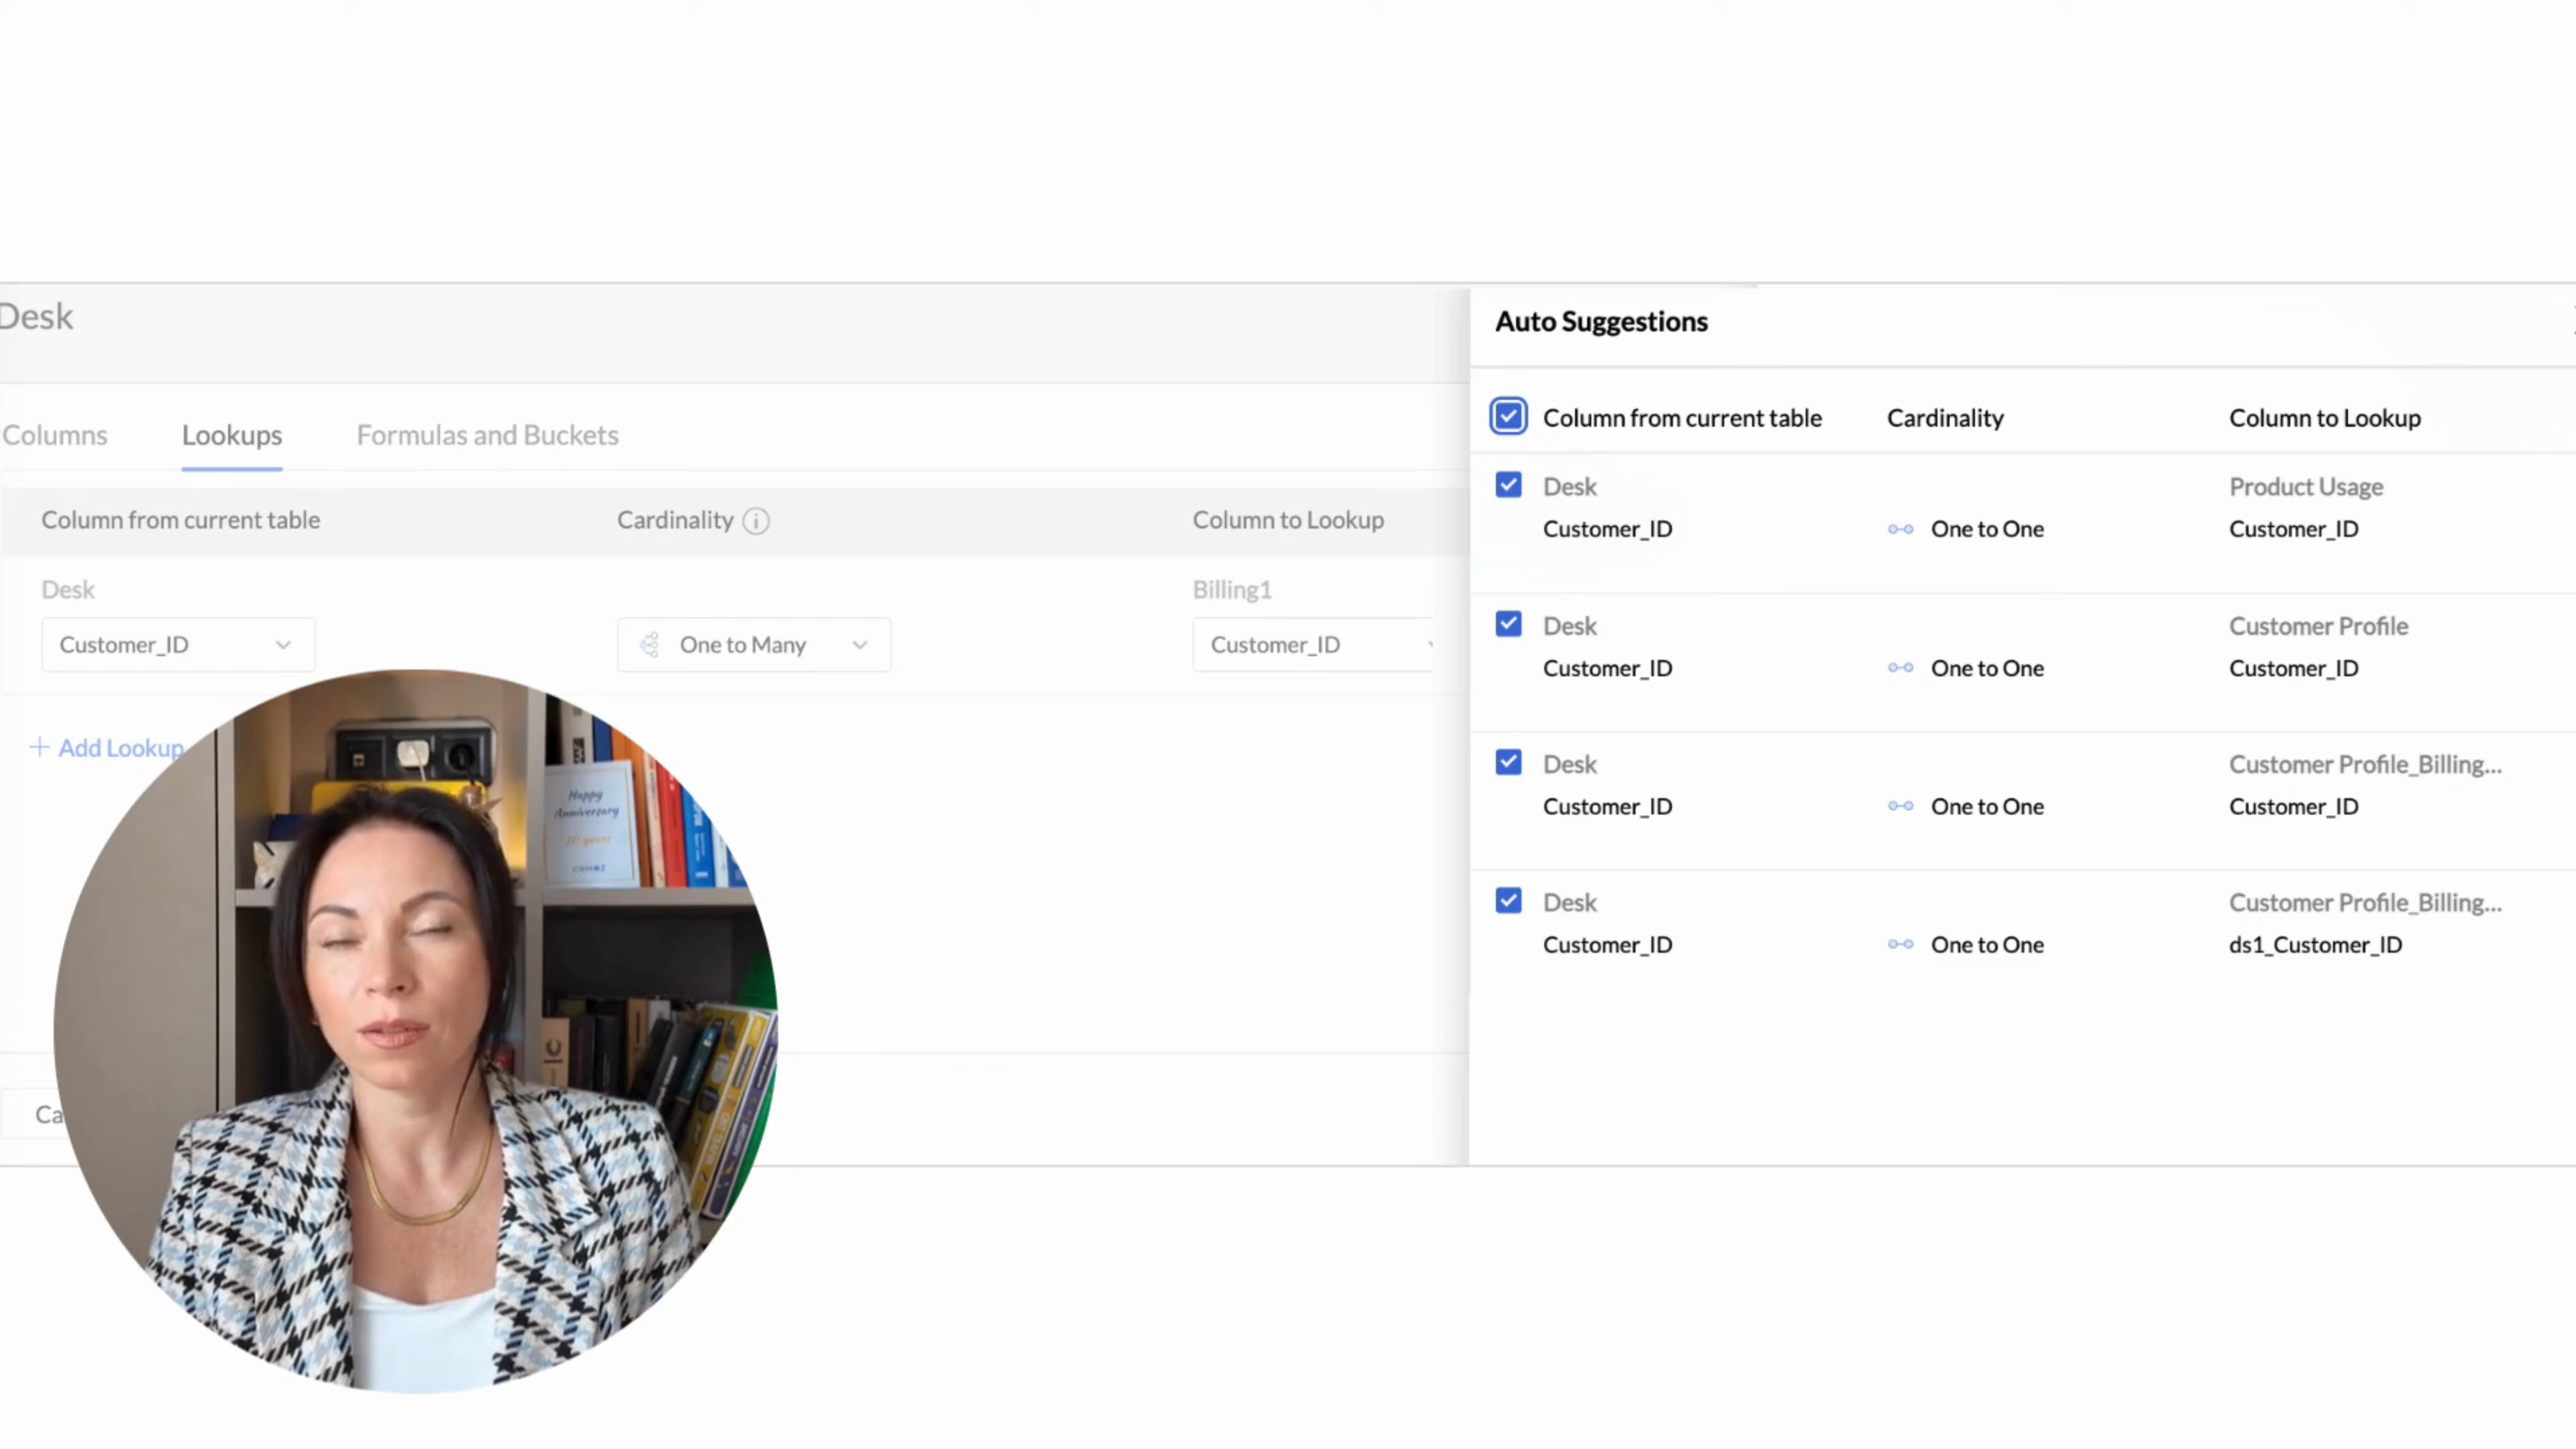 Desk
Columns
Lookups
Formulas and Buckets
Column from current table
Cardinality
Column to Lookup
Desk
Billing1
Customer_ID
One to Many
Customer_ID
+ Add Lookup
Happy
Anniversary
10 years
Auto Suggestions
Column from current table
Cardinality
Column to Lookup
Desk
Product Usage
Customer_ID
One to One
Customer_ID
Desk
Customer Profile
Customer_ID
One to One
Customer_ID
Desk
Customer Profile_Billing...
Customer_ID
One to One
Customer_ID
Desk
Customer Profile_Billing...
Customer_ID
One to One
ds1_Customer_ID